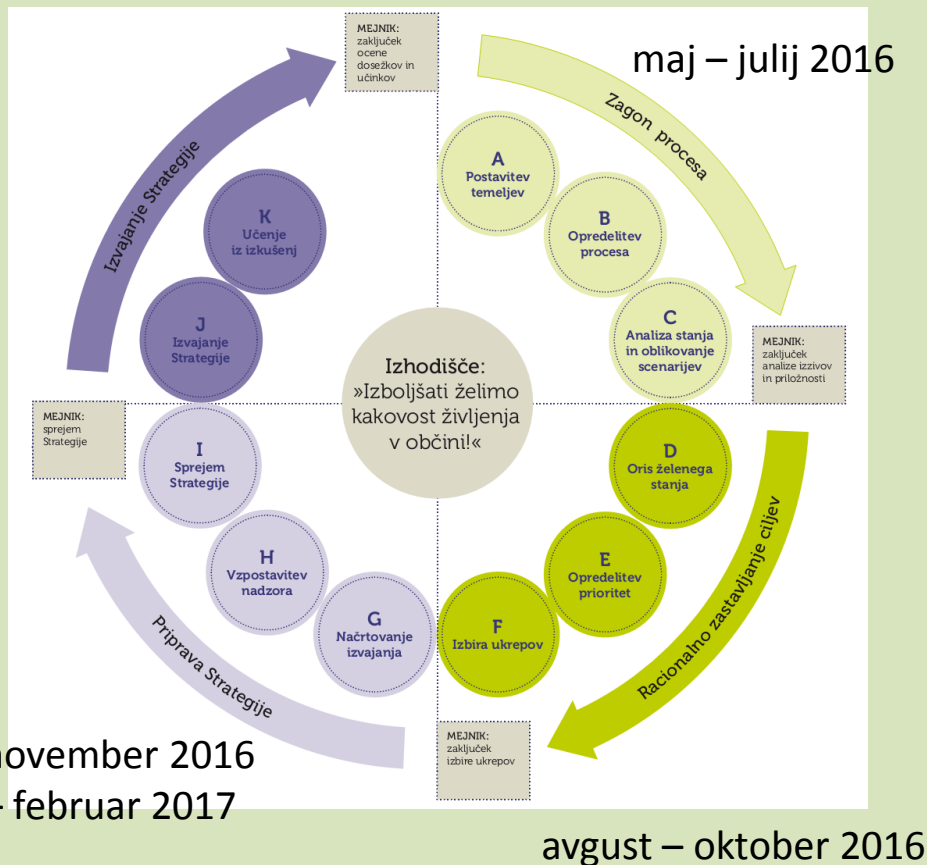 MEJNIK:
zaključek
ocene
dosežkov in
učinkov
maj – julij 2016
Zagon procesa
A
Postavitev
temeljev
B
Opredelitev
procesa
C
Analiza stanja
in oblikovanje
scenarijev
MEJNIK:
zaključek
analize izzivov
in priložnosti
D
Oris želenega
stanja
E
Opredelitev
prioritet
F
Izbira ukrepov
Racionalno zastavljanje ciljev
avgust – oktober 2016
MEJNIK:
zaključek
izbire ukrepov
G
Načrtovanje
izvajanja
H
Vzpostavitev
nadzora
I
Sprejem
Strategije
Priprava Strategije
november 2016
– februar 2017
MEJNIK:
sprejem
Strategije
J
Izvajanje
Strategije
K
Učenje
iz izkušenj
Izvajanje Strategije
Izhodišče:
»Izboljšati želimo
kakovost življenja
v občini!«